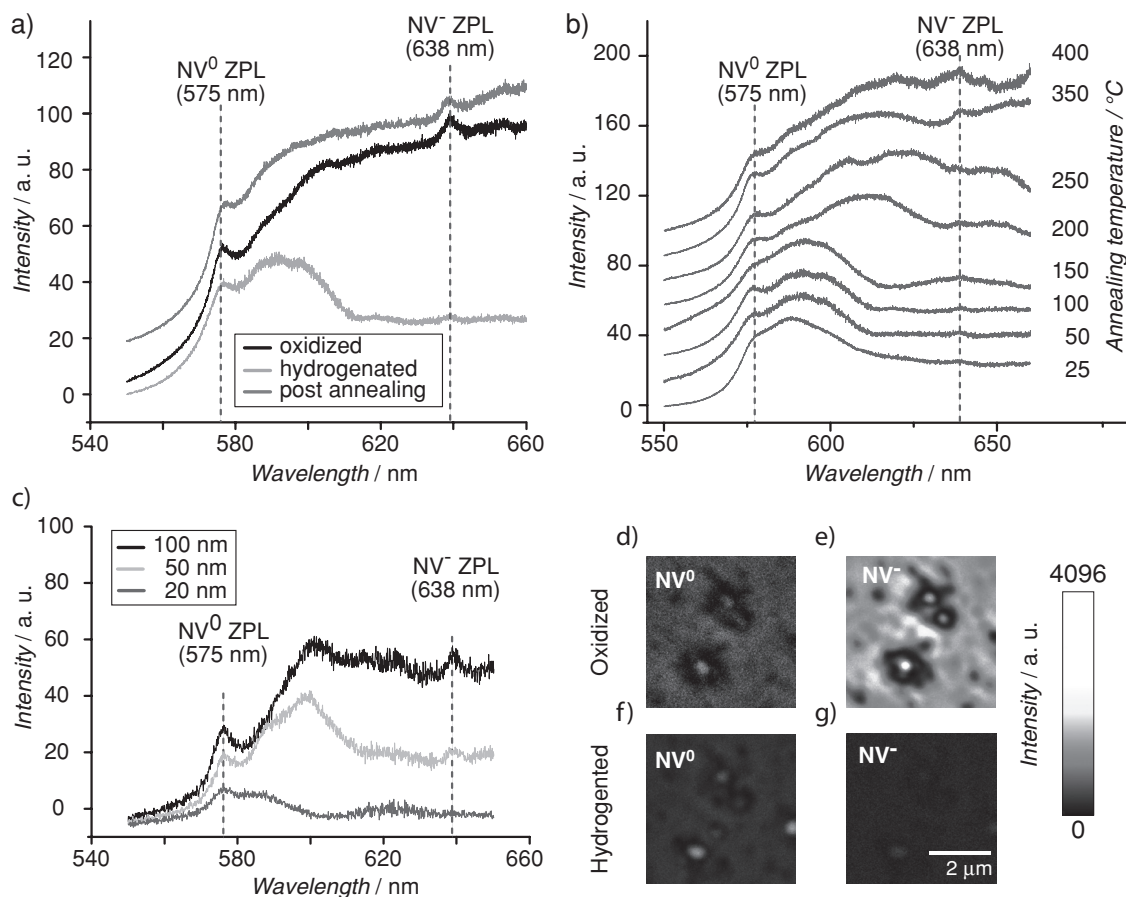 a)
NV0 ZPL
(575 nm)
NV- ZPL
(638 nm)
Intensity / a. u.
120
100
80
60
40
20
0
oxidized
hydrogenated
post annealing
540
580
620
660
Wavelength / nm
b)
NV0 ZPL
(575 nm)
NV- ZPL
(638 nm)
Intensity / a. u.
200
160
120
80
40
0
400
350
250
200
150
100
50
25
Annealing temperature / °C
550
600
650
Wavelength / nm
c)
100 nm
50 nm
20 nm
NV0 ZPL
(575 nm)
NV- ZPL
(638 nm)
Intensity / a. u.
100
80
60
40
20
0
540
580
620
660
Wavelength / nm
d)
NV0
e)
NV-
Oxidized
f)
NV0
g)
NV-
Hydrogented
2 μm
4096
Intensity / a. u.
0